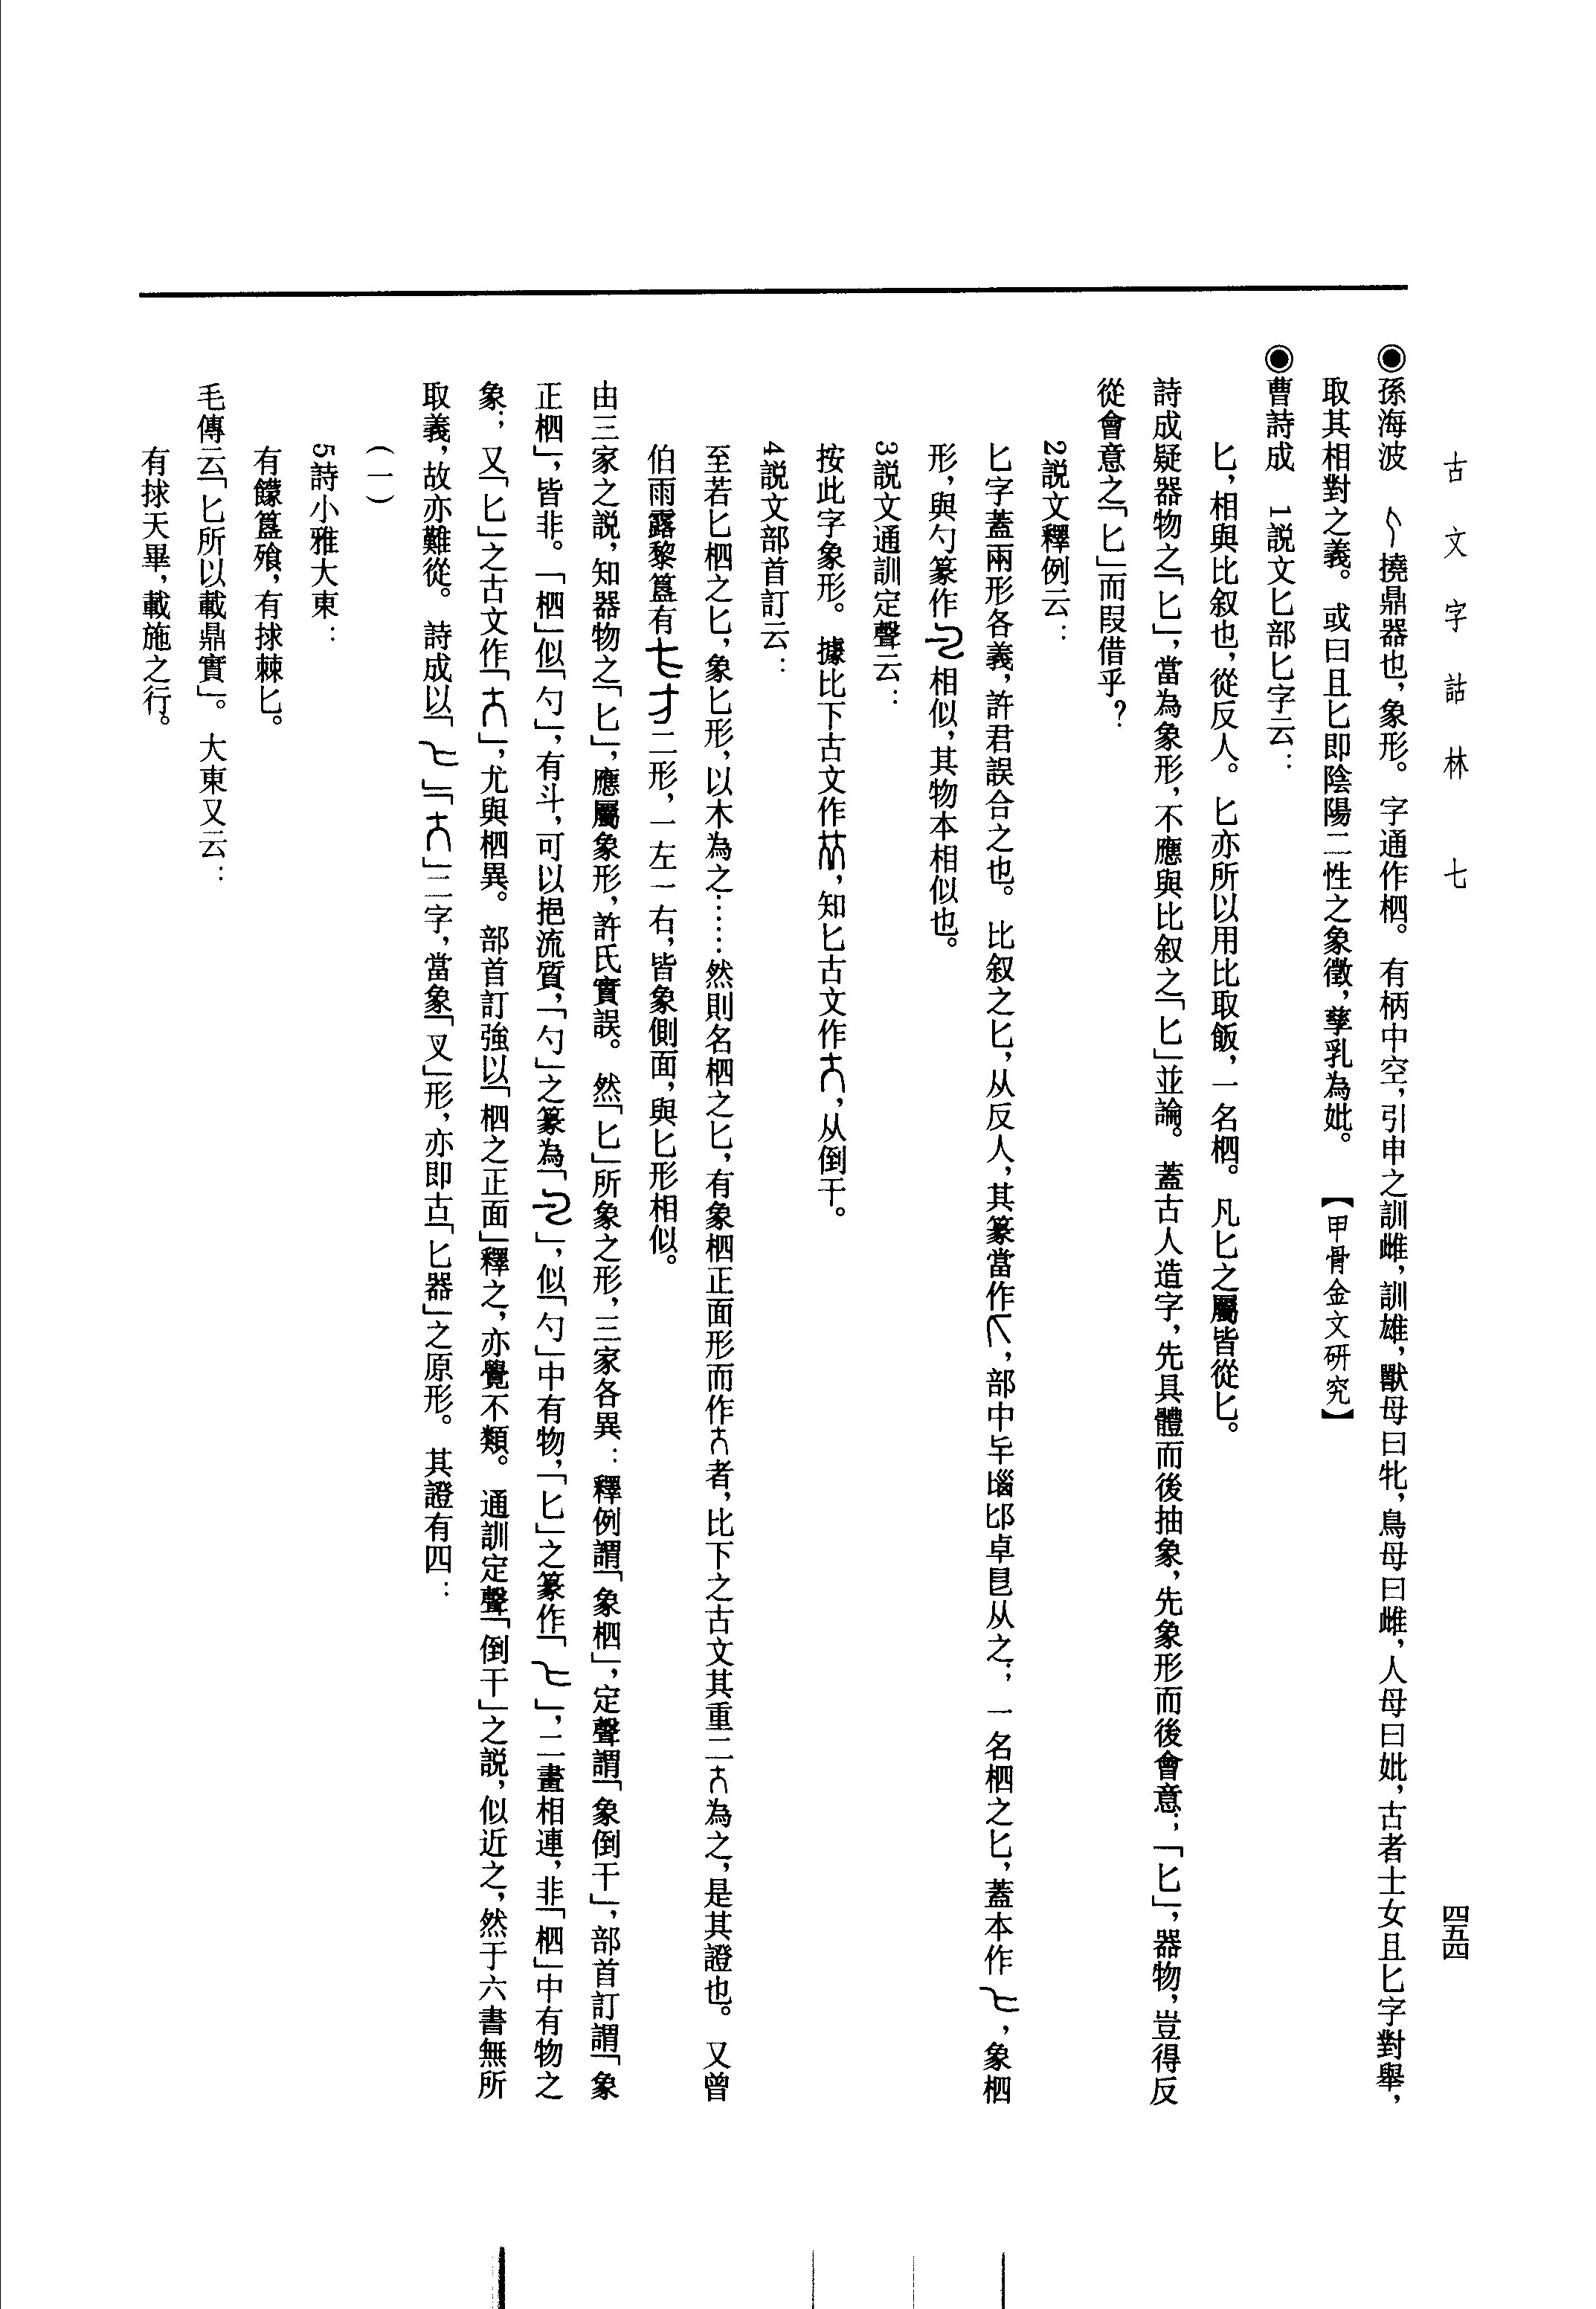 古文字詁林　七
四五四
◉孫海波　撓鼎器也，象形。字通作柶。有柄中空，引申之訓雌，訓雄，獸母曰牝，鳥母曰雌，人母曰妣，古者士女且匕字對舉，
取其相對之義。或曰且匕即陰陽二性之象徵，孳乳為妣。【甲骨金文研究】
◉曹詩成　1説文匕部匕字云：
匕，相與比叙也，從反人。匕亦所以用比取飯，一名柶。凡匕之屬皆從匕。
詩成疑器物之「匕」，當為象形，不應與比叙之「匕」並論。蓋古人造字，先具體而後抽象，先象形而後會意；「匕」，器物，豈得反
從會意之「匕」而叚借乎？
2説文釋例云：
匕字蓋兩形各義，許君誤合之也。比叙之匕，从反人，其篆當作，部中𠤏匘卬卓皀从之；一名柶之匕，蓋本作，象柶
形，與勺篆作相似，其物本相似也。
3説文通訓定聲云：
按此字象形。據比下古文作，知匕古文作，从倒干。
4説文部首訂云：
至若匕柶之匕，象匕形，以木為之……然則名柶之匕，有象柶正面形而作者，比下之古文其重二為之，是其證也。又曾
伯雨露黎簋有二形，一左一右，皆象側面，與匕形相似。
由三家之説，知器物之「匕」，應屬象形，許氏實誤。然「匕」所象之形，三家各異：釋例謂「象柶」，定聲謂「象倒干」，部首訂謂「象
正柶」，皆非。「柶」似「勺」，有斗，可以挹流質，「勺」之篆為「」，似「勺」中有物，「匕」之篆作「」，二畫相連，非「柶」中有物之
象；又「匕」之古文作「」，尤與柶異。部首訂強以「柶之正面」釋之，亦覺不類。通訓定聲「倒干」之説，似近之，然于六書無所
取義，故亦難從。詩成以「」「」二字，當象「叉」形，亦即古「匕器」之原形。其證有四：
（一）
5詩小雅大東：
有饛簋飱，有捄棘匕。
毛傳云「匕所以載鼎實」。大東又云：
有捄天畢，載施之行。